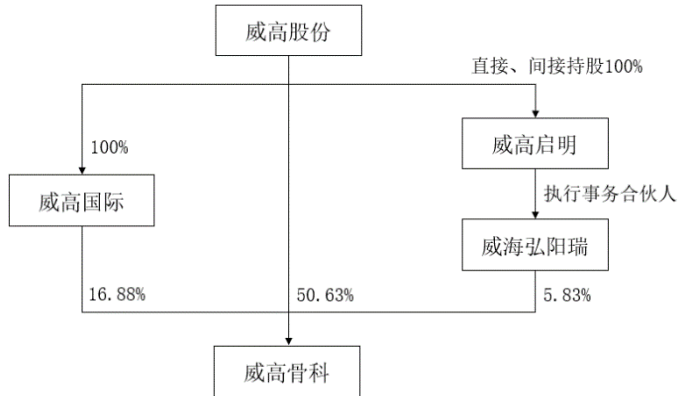 威高股份
直接、间接持股100%
100%
威高启明
威高国际
执行事务合伙人
威海弘阳瑞
16.88%
50.63%
5.83%
威高骨科